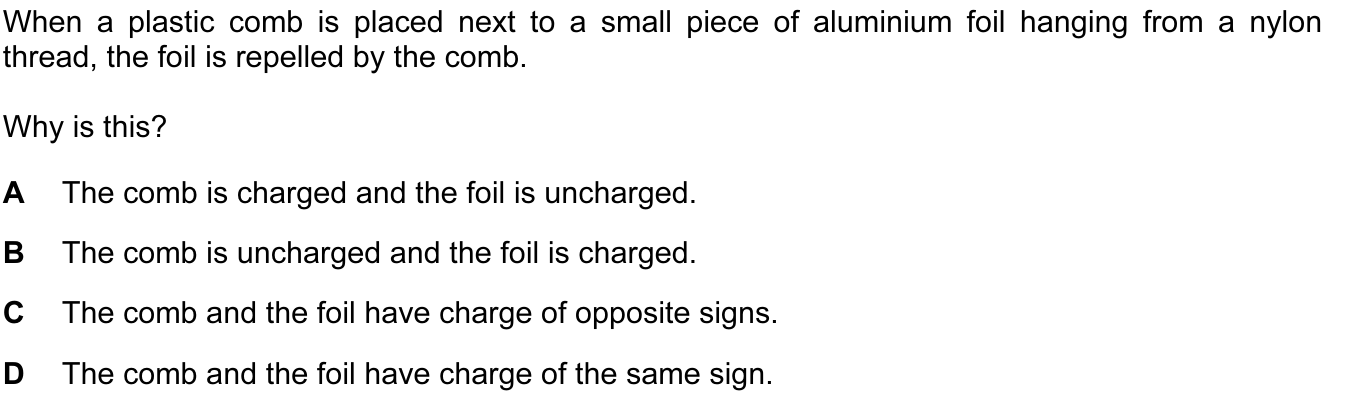 When a plastic comb is placed next to a small piece of aluminium foil hanging from a nylon
thread, the foil is repelled by the comb.
Why is this?
A The comb is charged and the foil is uncharged.
B The comb is uncharged and the foil is charged.
C The comb and the foil have charge of opposite signs.
D The comb and the foil have charge of the same sign.